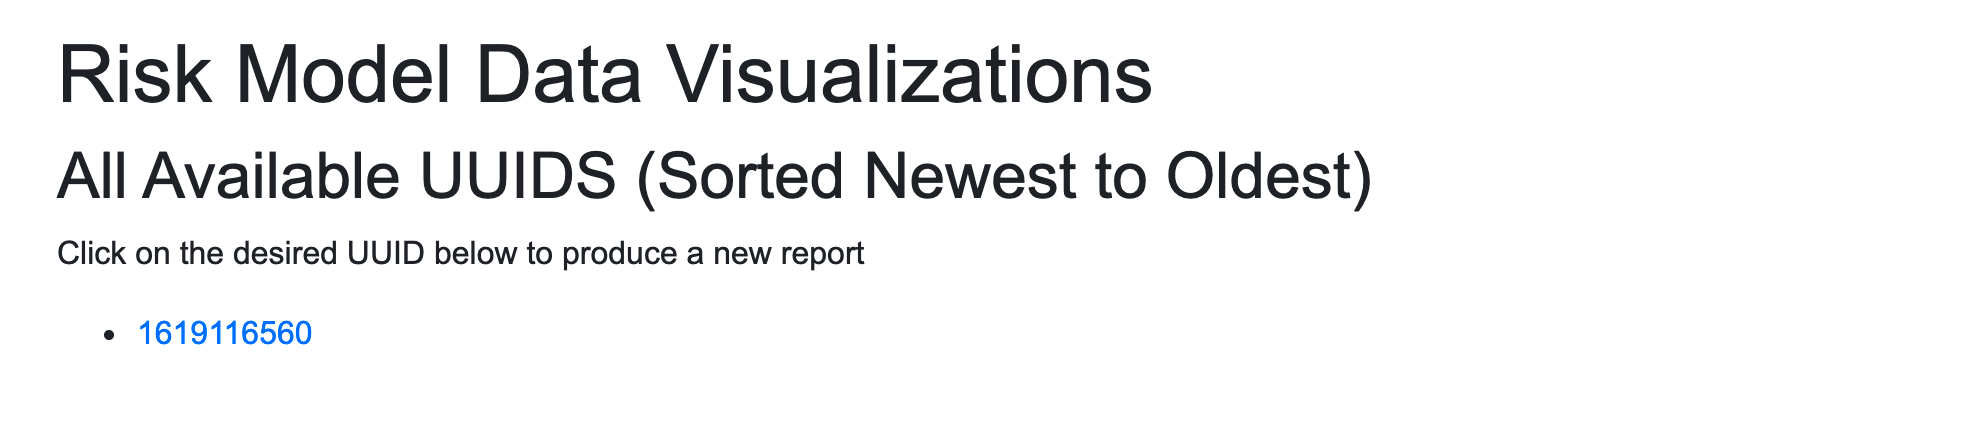 Risk Model Data Visualizations
All Available UUIDS (Sorted Newest to Oldest)
Click on the desired UUID below to produce a new report
• 1619116560